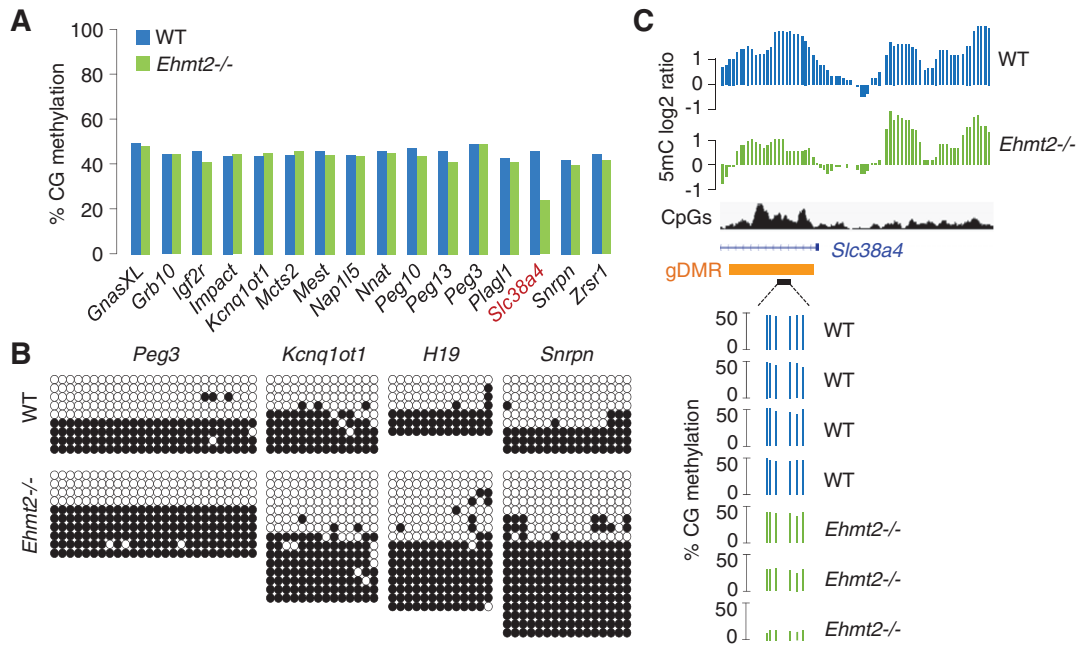 A
% CG methylation
100
80
60
40
20
0
WT
Ehmt2-/-
GnasXL
Grb10
Igf2r
Impact
Kcnq1ot1
Mcts2
Mest
Nap1l5
Nnat
Peg10
Peg13
Peg3
Plagl1
Slc38a4
Snrpn
Zrsr1
B
Peg3 Kcnq1ot1 H19 Snrpn
WT
Ehmt2-/-
C
5mC log2 ratio
1
0
-1
WT
1
0
-1
Ehmt2-/-
CpGs
Slc38a4
gDMR
% CG methylation
50
0
WT
50
0
WT
50
0
WT
50
0
WT
50
0
Ehmt2-/-
50
0
Ehmt2-/-
50
0
Ehmt2-/-